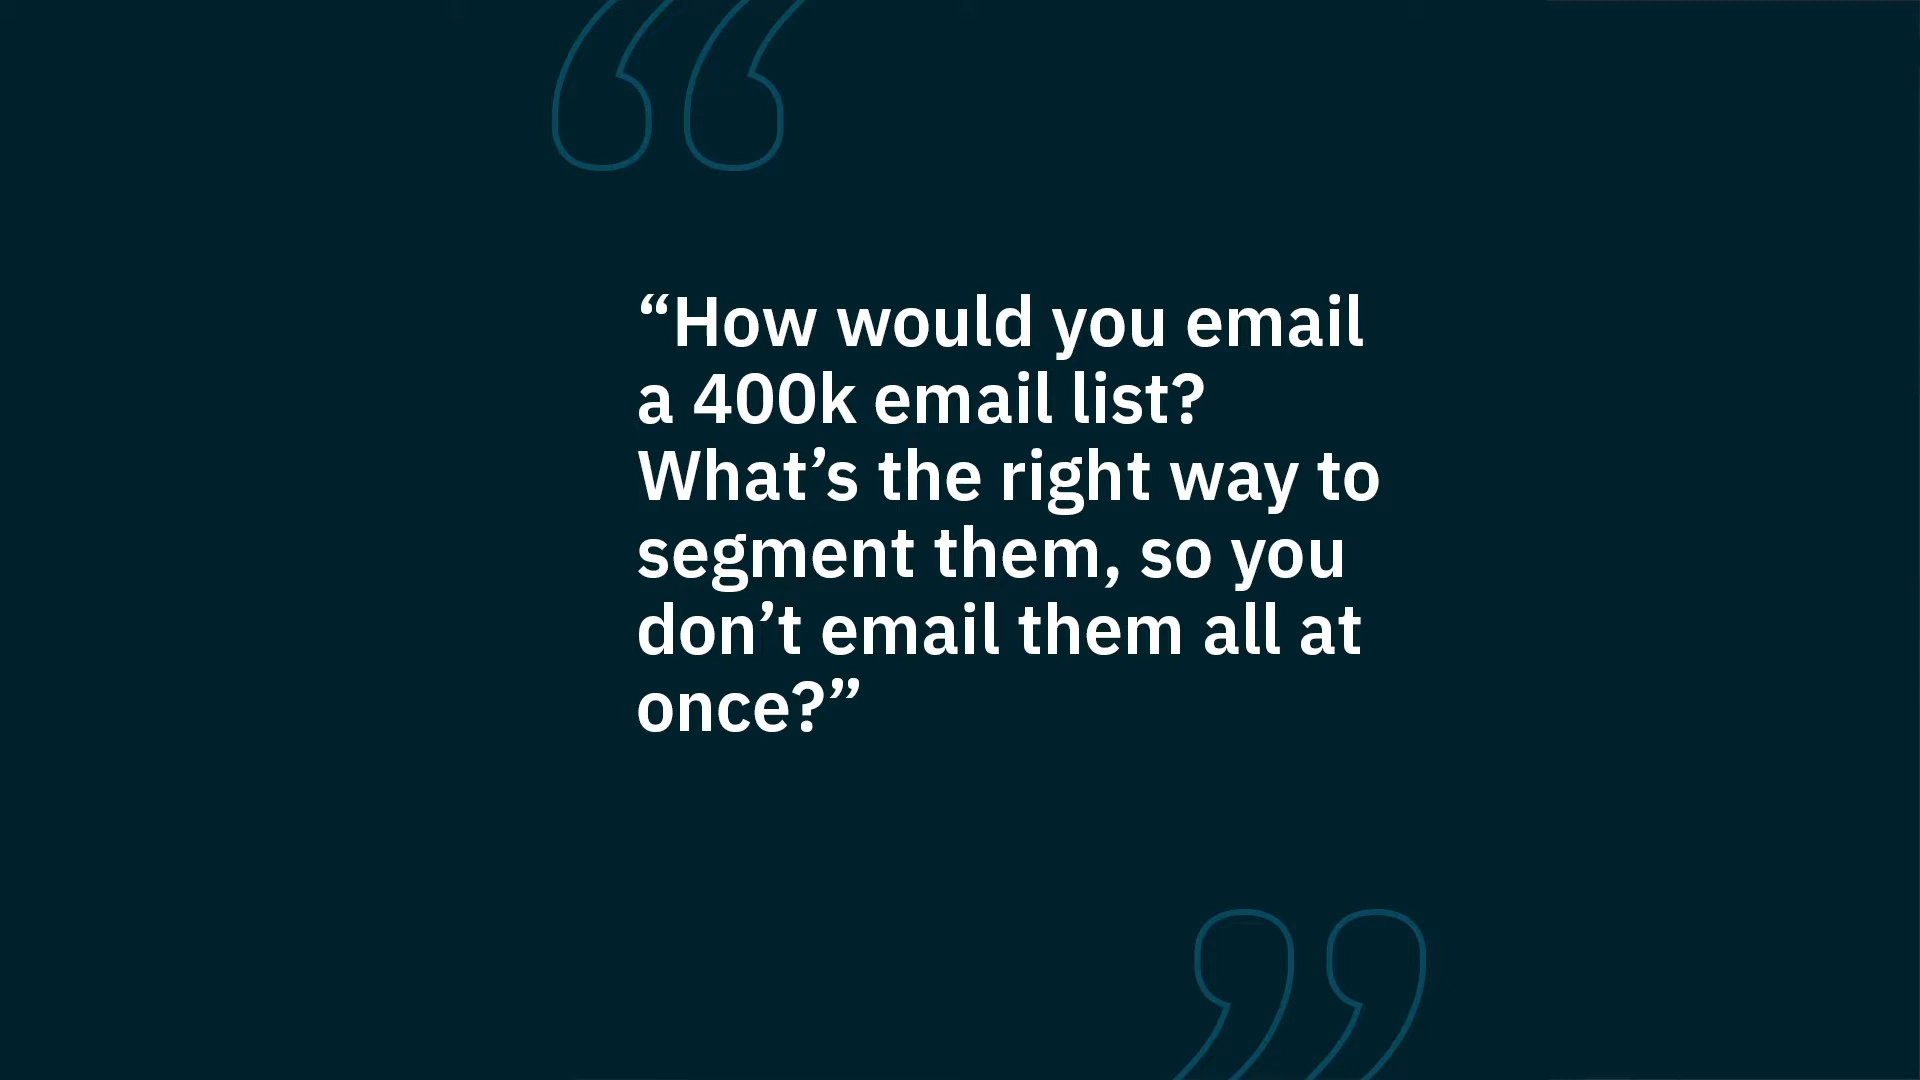 “How would you email
a 400k email list?
What’s the right way to
segment them, so you
don’t email them all at
once?”